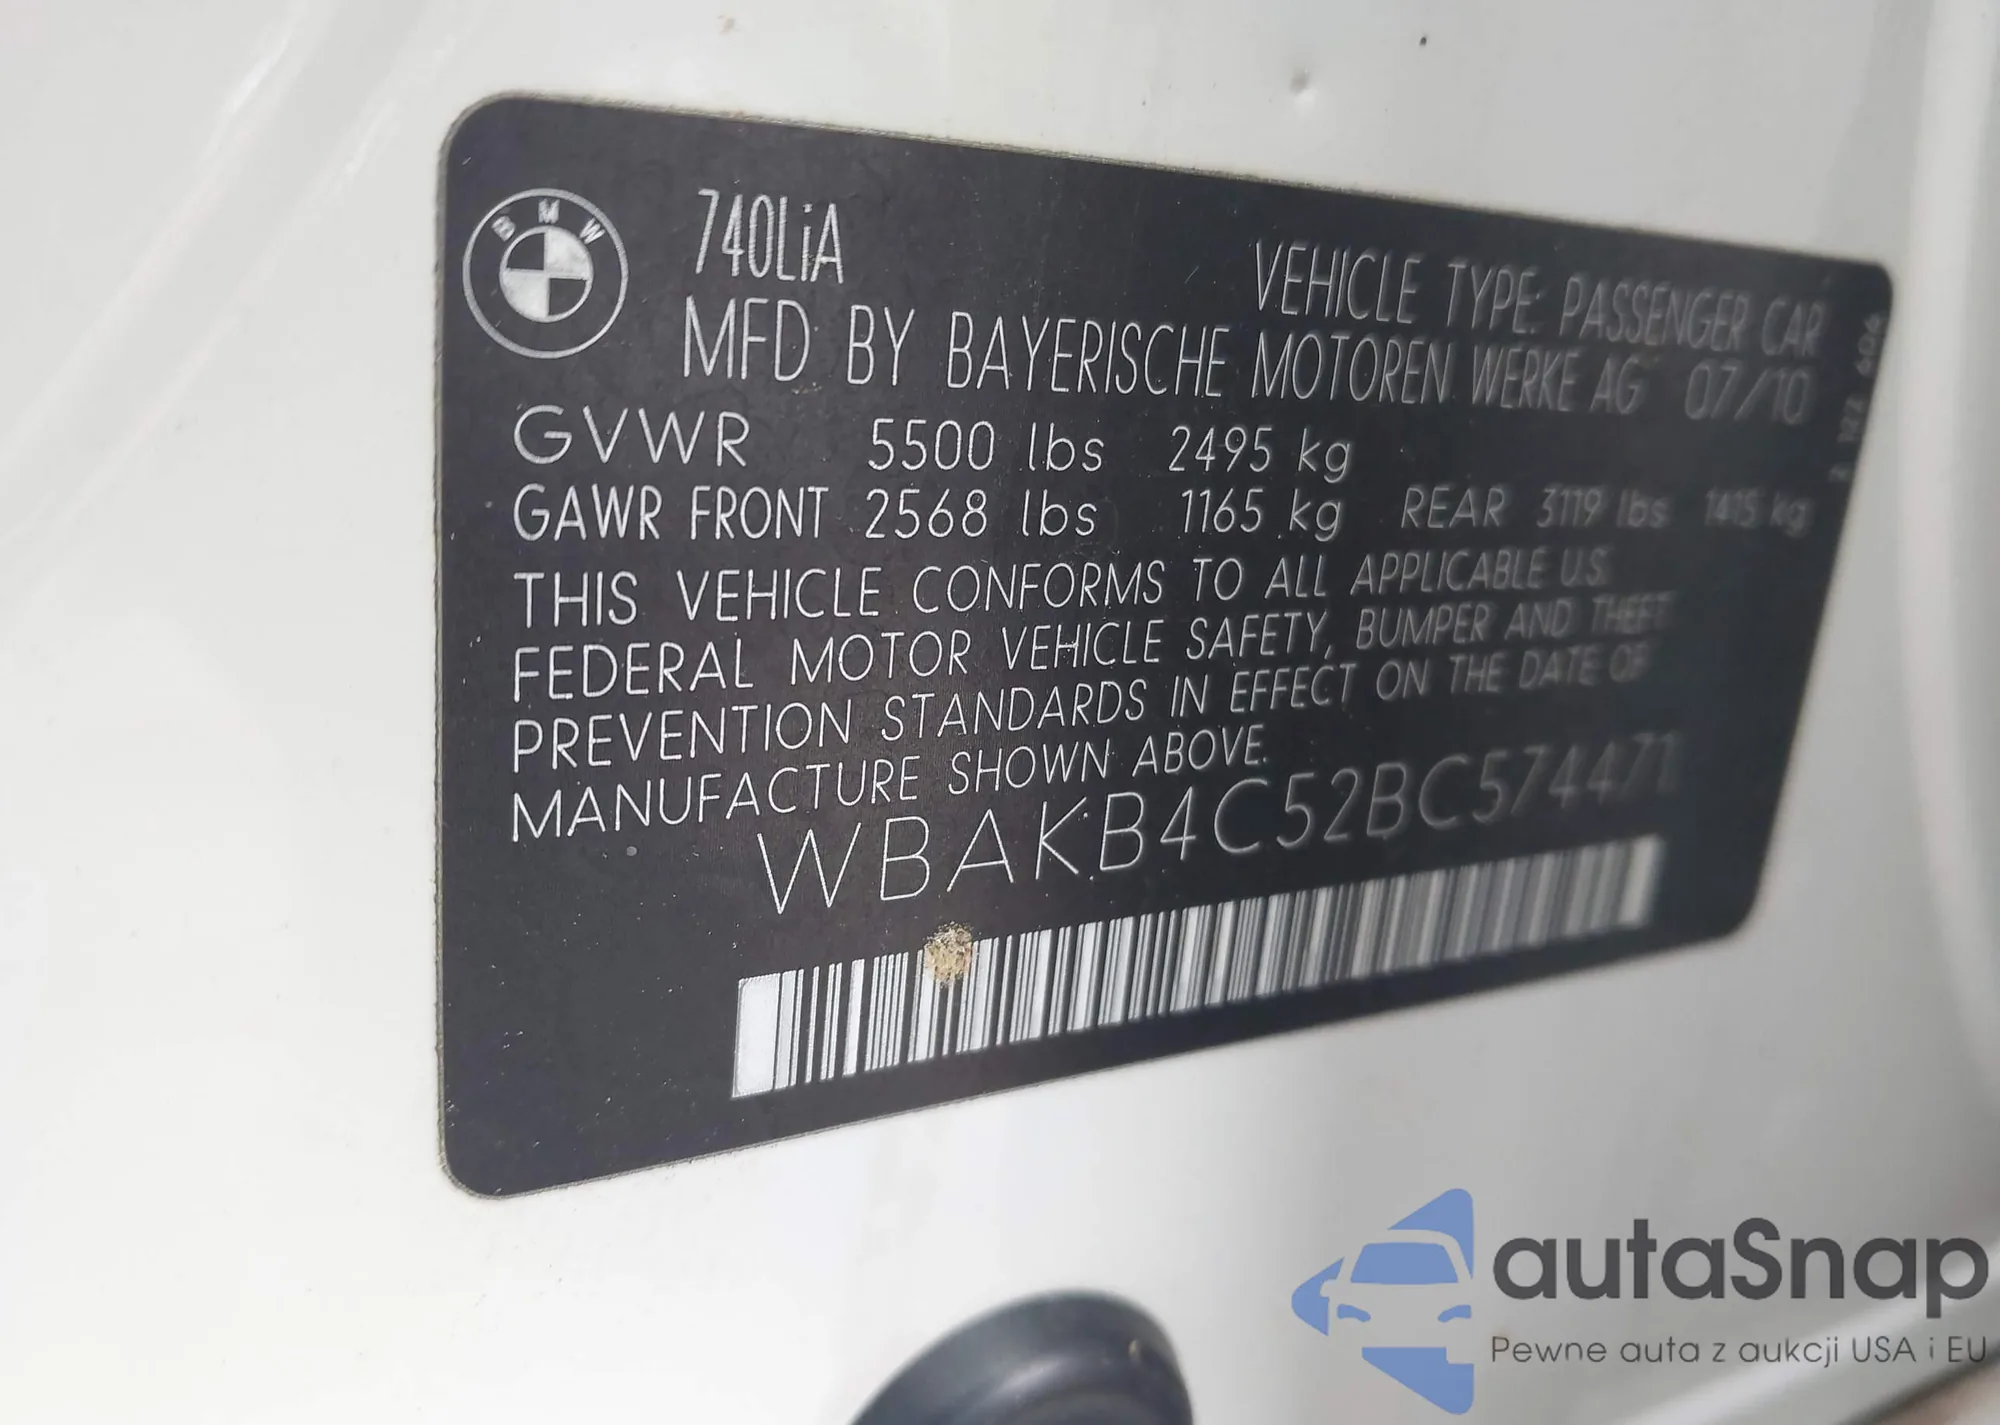 BMW
740LiA
VEHICLE TYPE: PASSENGER CAR
MFD BY BAYERISCHE MOTOREN WERKE AG 07/10
GVWR 5500 lbs 2495 kg
GAWR FRONT 2568 lbs 1165 kg REAR 3119 lbs 1415 kg
THIS VEHICLE CONFORMS TO ALL APPLICABLE U.S.
FEDERAL MOTOR VEHICLE SAFETY, BUMPER AND THEFT
PREVENTION STANDARDS IN EFFECT ON THE DATE OF
MANUFACTURE SHOWN ABOVE.
WBAKB4C52BC574471
autaSnap
Pewne auta z aukcji USA i EU